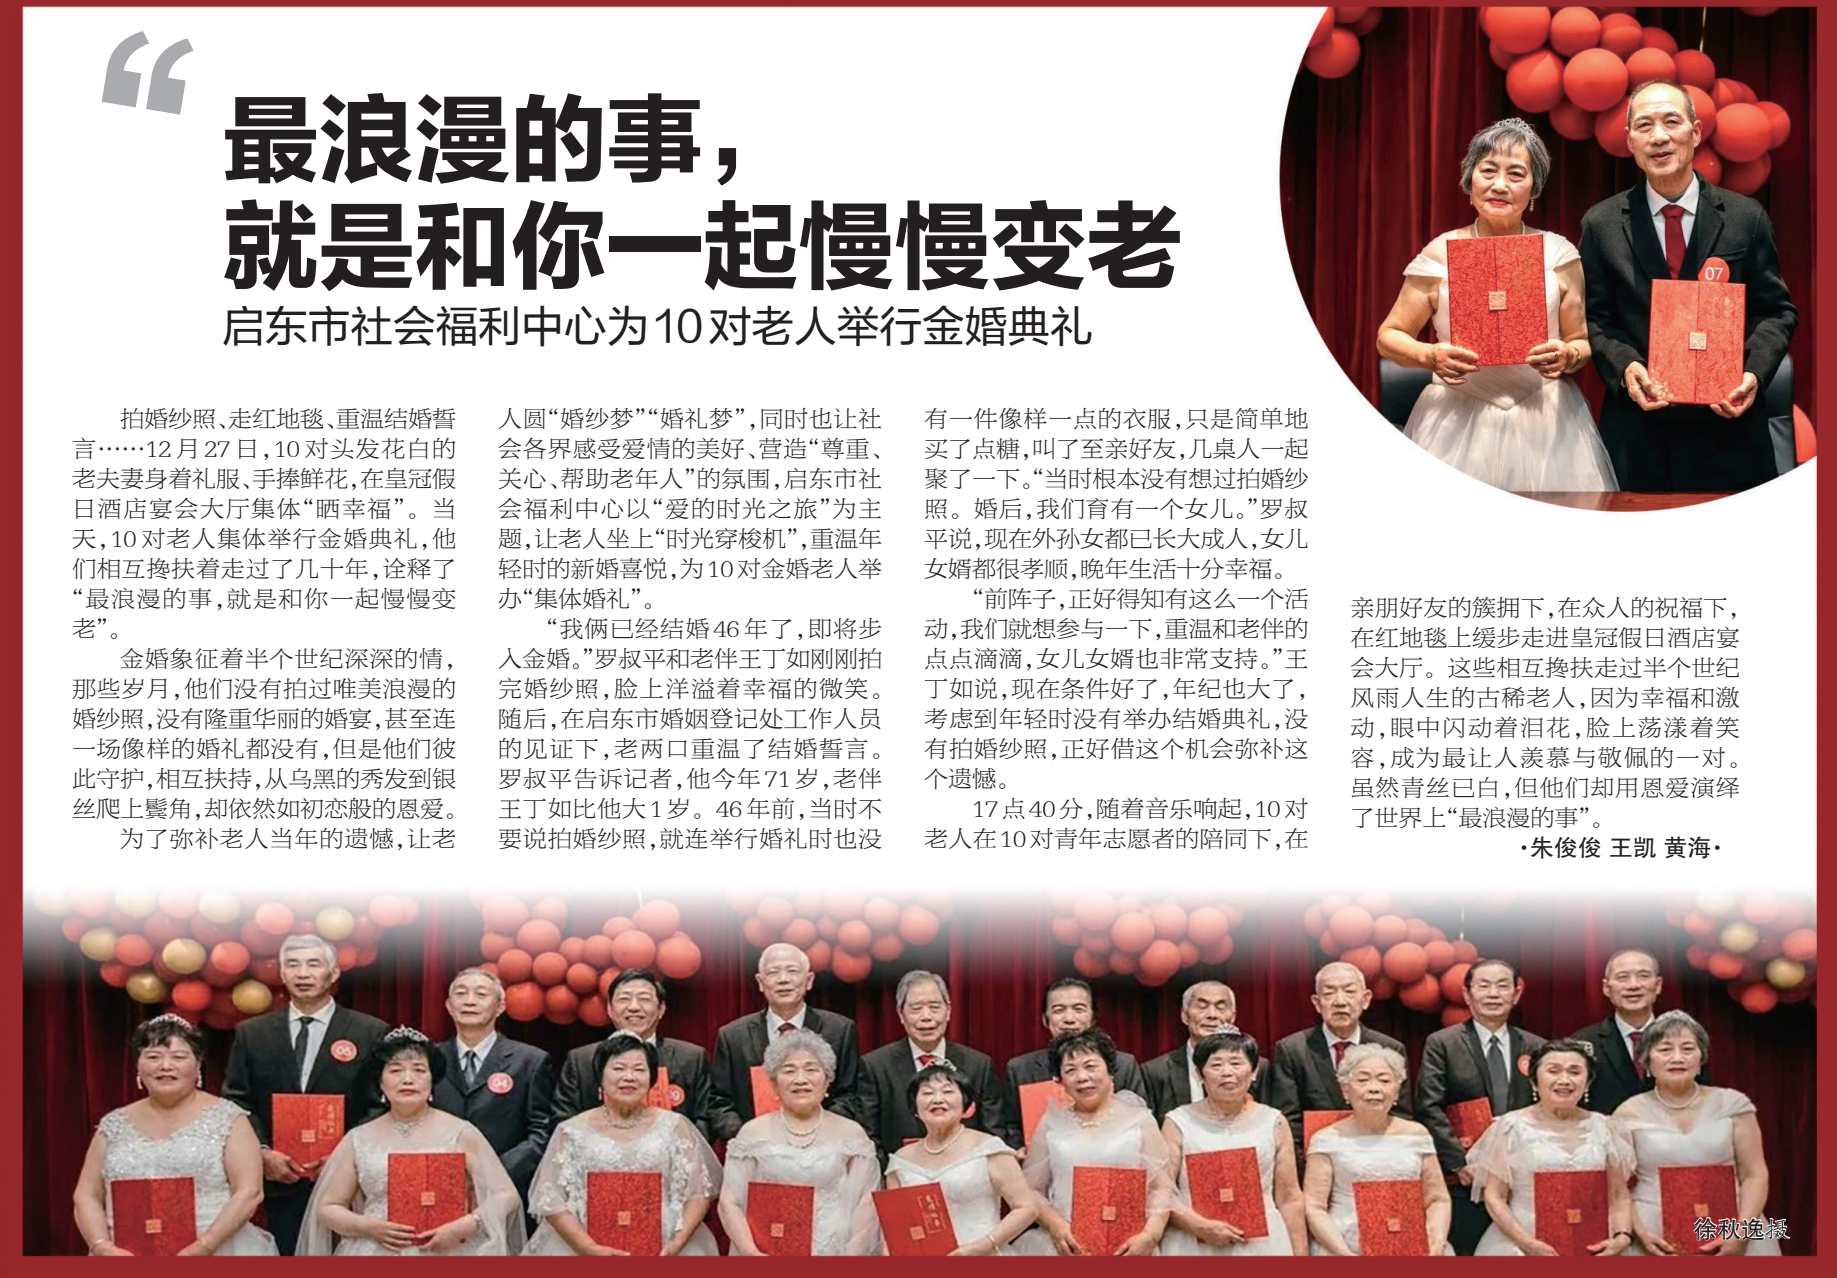 “
最浪漫的事，
就是和你一起慢慢变老
启东市社会福利中心为10对老人举行金婚典礼
拍婚纱照、走红地毯、重温结婚誓
言……12月27日，10对头发花白的
老夫妻身着礼服、手捧鲜花，在皇冠假
日酒店宴会大厅集体“晒幸福”。当
天，10对老人集体举行金婚典礼，他
们相互搀扶着走过了几十年，诠释了
“最浪漫的事，就是和你一起慢慢变
老”。
金婚象征着半个世纪深深的情，
那些岁月，他们没有拍过唯美浪漫的
婚纱照，没有隆重华丽的婚宴，甚至连
一场像样的婚礼都没有，但是他们彼
此守护，相互扶持，从乌黑的秀发到银
丝爬上鬓角，却依然如初恋般的恩爱。
为了弥补老人当年的遗憾，让老
人圆“婚纱梦”“婚礼梦”，同时也让社
会各界感受爱情的美好、营造“尊重、
关心、帮助老年人”的氛围，启东市社
会福利中心以“爱的时光之旅”为主
题，让老人坐上“时光穿梭机”，重温年
轻时的新婚喜悦，为10对金婚老人举
办“集体婚礼”。
“我俩已经结婚46年了，即将步
入金婚。”罗叔平和老伴王丁如刚刚拍
完婚纱照，脸上洋溢着幸福的微笑。
随后，在启东市婚姻登记处工作人员
的见证下，老两口重温了结婚誓言。
罗叔平告诉记者，他今年71岁，老伴
王丁如比他大1岁。46年前，当时不
要说拍婚纱照，就连举行婚礼时也没
有一件像样一点的衣服，只是简单地
买了点糖，叫了至亲好友，几桌人一起
聚了一下。“当时根本没有想过拍婚纱
照。婚后，我们育有一个女儿。”罗叔
平说，现在外孙女都已长大成人，女儿
女婿都很孝顺，晚年生活十分幸福。
“前阵子，正好得知有这么一个活
动，我们就想参与一下，重温和老伴的
点点滴滴，女儿女婿也非常支持。”王
丁如说，现在条件好了，年纪也大了，
考虑到年轻时没有举办结婚典礼，没
有拍婚纱照，正好借这个机会弥补这
个遗憾。
17点40分，随着音乐响起，10对
老人在10对青年志愿者的陪同下，在
亲朋好友的簇拥下，在众人的祝福下，
在红地毯上缓步走进皇冠假日酒店宴
会大厅。这些相互搀扶走过半个世纪
风雨人生的古稀老人，因为幸福和激
动，眼中闪动着泪花，脸上荡漾着笑
容，成为最让人羡慕与敬佩的一对。
虽然青丝已白，但他们却用恩爱演绎
了世界上“最浪漫的事”。
·朱俊俊 王凯 黄海·
07
05
04
徐秋逸摄